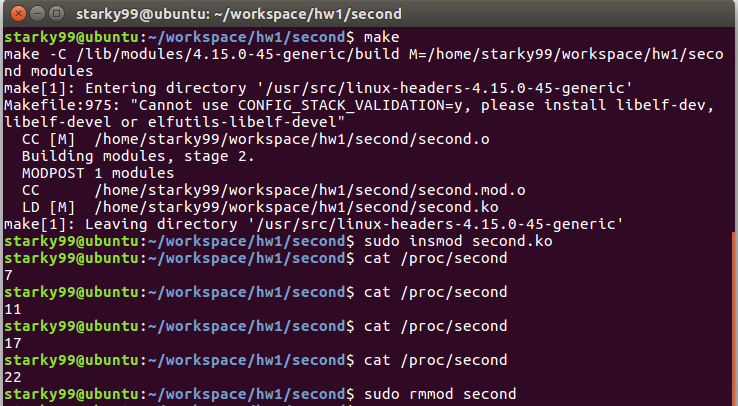 starky99@ubuntu: ~/workspace/hw1/second
starky99@ubuntu:~/workspace/hw1/second$ make
make -C /lib/modules/4.15.0-45-generic/build M=/home/starky99/workspace/hw1/seco
nd modules
make[1]: Entering directory '/usr/src/linux-headers-4.15.0-45-generic'
Makefile:975: "Cannot use CONFIG_STACK_VALIDATION=y, please install libelf-dev,
libelf-devel or elfutils-libelf-devel"
  CC [M]  /home/starky99/workspace/hw1/second/second.o
  Building modules, stage 2.
  MODPOST 1 modules
  CC      /home/starky99/workspace/hw1/second/second.mod.o
  LD [M]  /home/starky99/workspace/hw1/second/second.ko
make[1]: Leaving directory '/usr/src/linux-headers-4.15.0-45-generic'
starky99@ubuntu:~/workspace/hw1/second$ sudo insmod second.ko
starky99@ubuntu:~/workspace/hw1/second$ cat /proc/second
7
starky99@ubuntu:~/workspace/hw1/second$ cat /proc/second
11
starky99@ubuntu:~/workspace/hw1/second$ cat /proc/second
17
starky99@ubuntu:~/workspace/hw1/second$ cat /proc/second
22
starky99@ubuntu:~/workspace/hw1/second$ sudo rmmod second